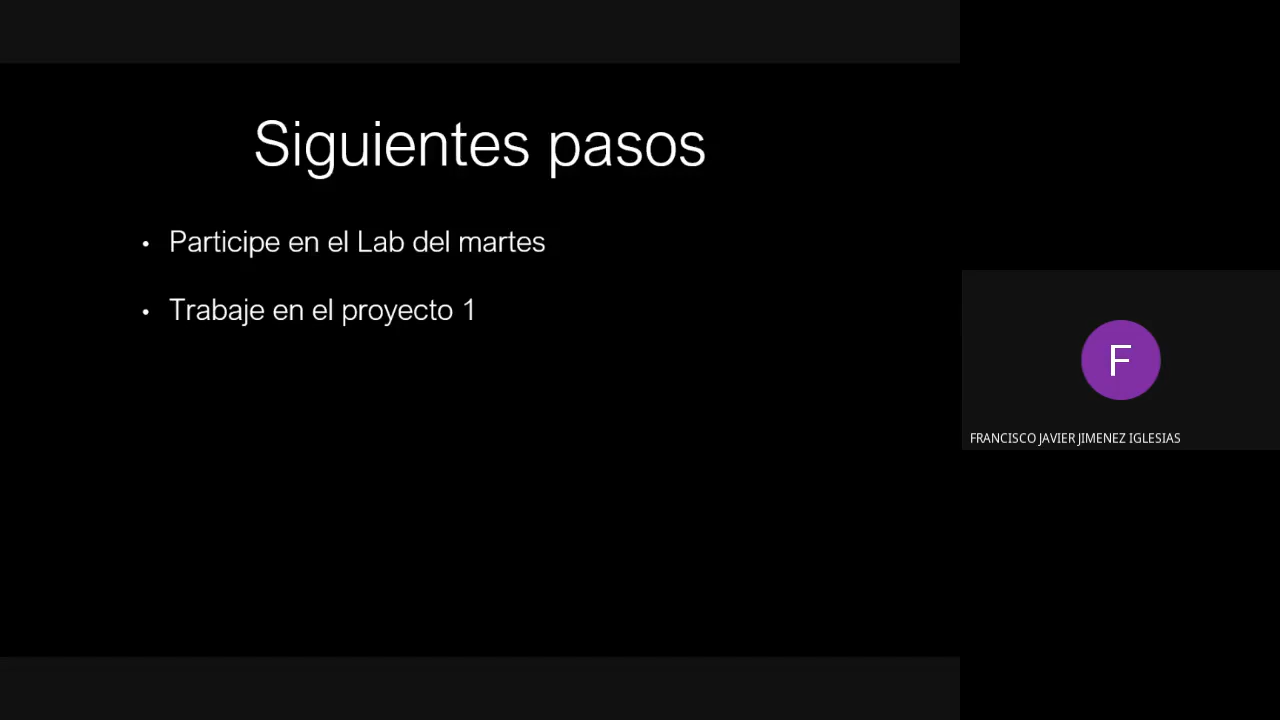 Siguientes pasos
• Participe en el Lab del martes
• Trabaje en el proyecto 1
F
FRANCISCO JAVIER JIMENEZ IGLESIAS